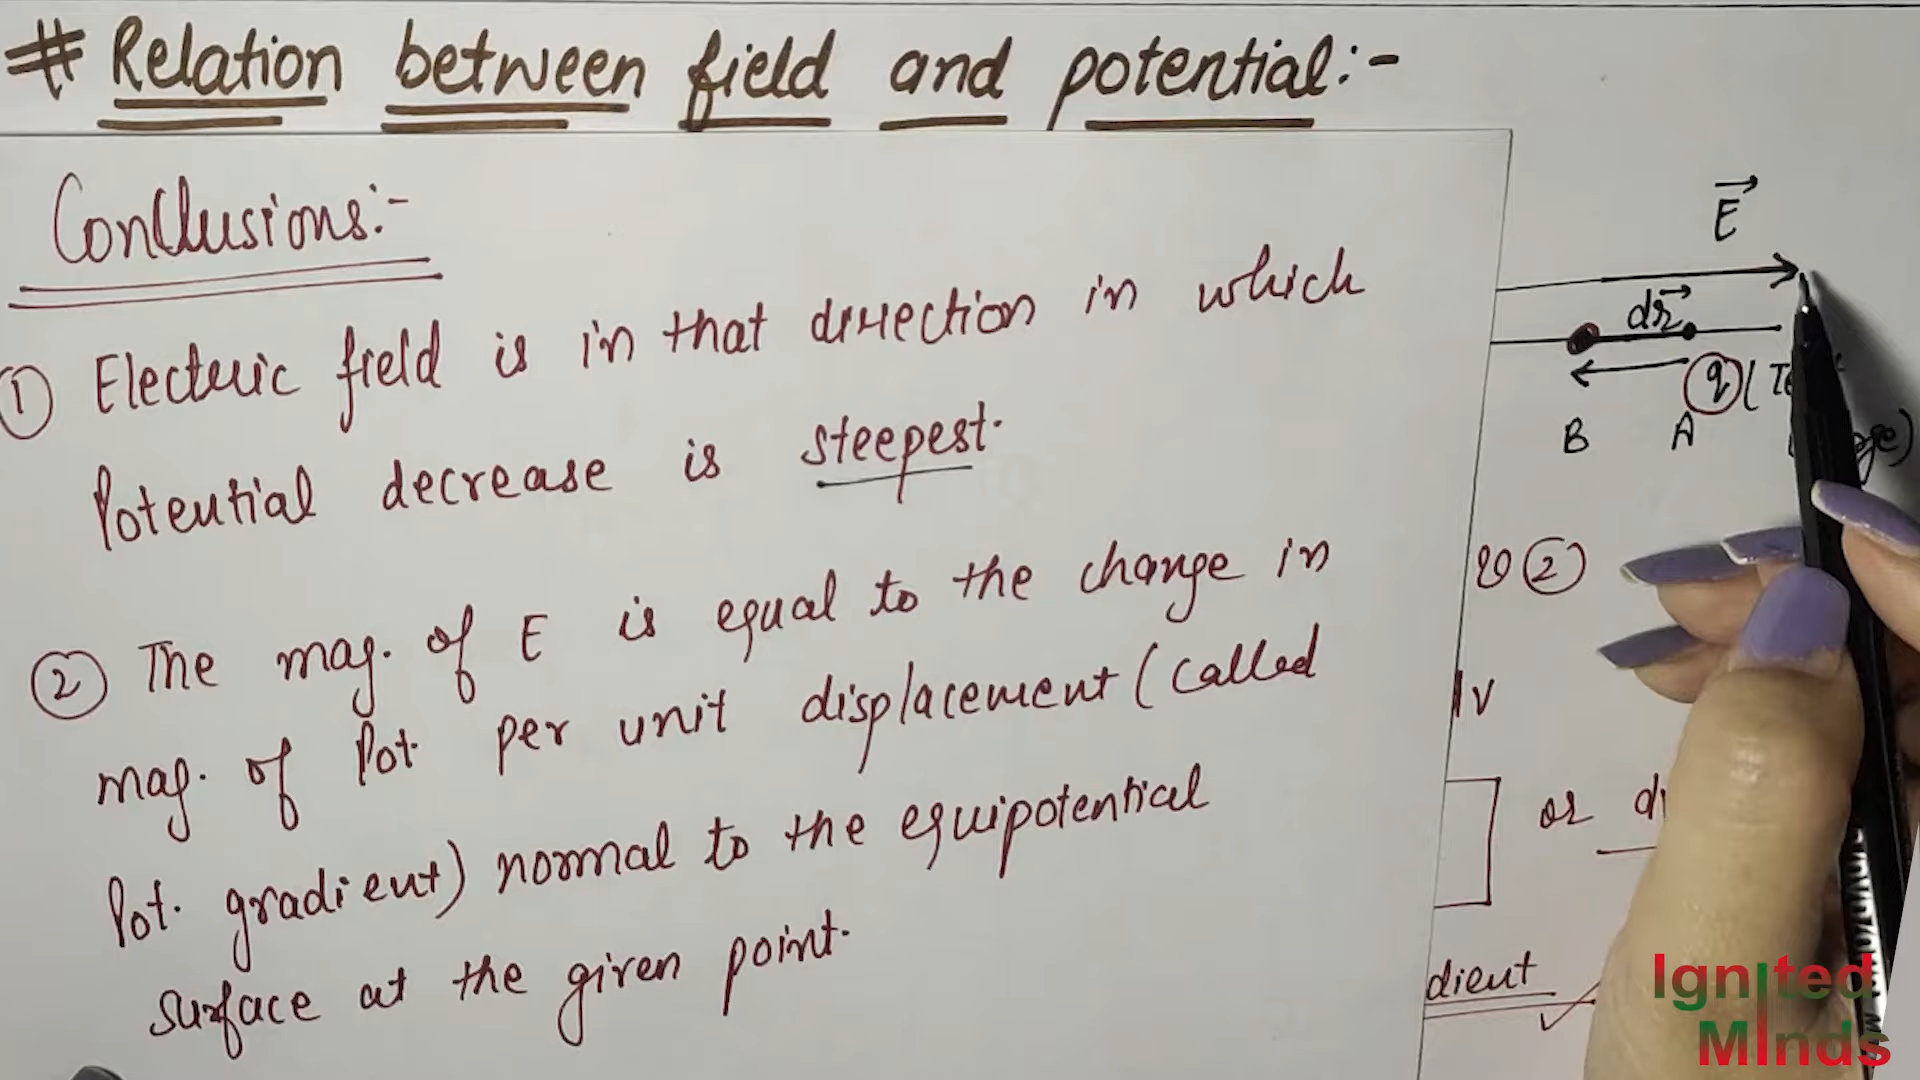 # Relation between field and potential:-
Conclusions:-
① Electric field is in that direction in which
Potential decrease is steepest.
② The mag. of E is equal to the change in
mag. of Pot. per unit displacement (called
Pot. gradient) normal to the equipotential
surface at the given point.
E
dr
q
B A
②
V
or
dient
Ignited
Minds